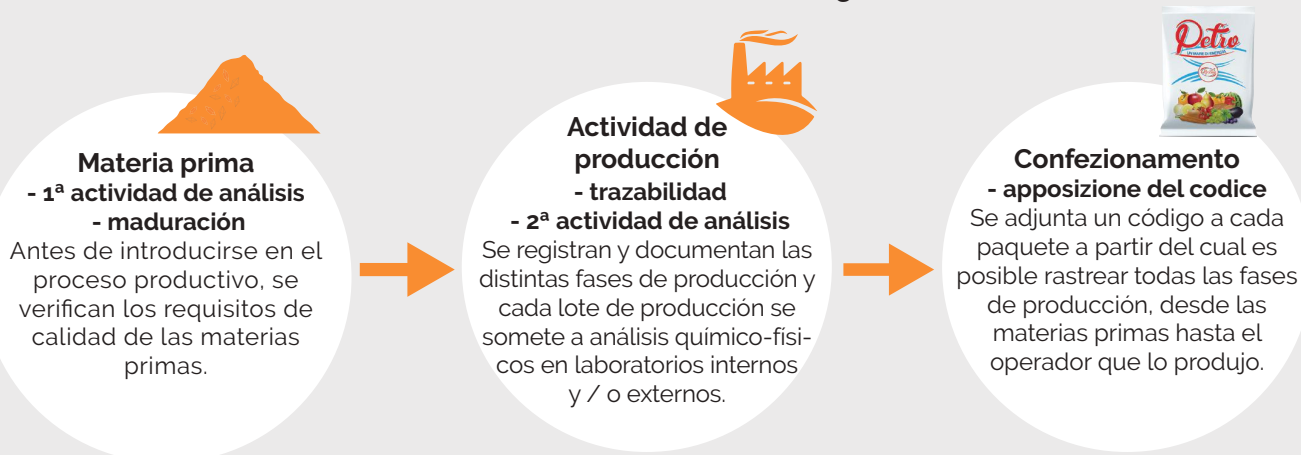 Petro
Materia prima
- 1ª actividad de análisis
- maduración
Antes de introducirse en el
proceso productivo, se
verifican los requisitos de
calidad de las materias
primas.
Actividad de
producción
- trazabilidad
- 2ª actividad de análisis
Se registran y documentan las
distintas fases de producción y
cada lote de producción se
somete a análisis químico-físi-
cos en laboratorios internos
y / o externos.
Confezionamento
- apposizione del codice
Se adjunta un código a cada
paquete a partir del cual es
posible rastrear todas las fases
de producción, desde las
materias primas hasta el
operador que lo produjo.